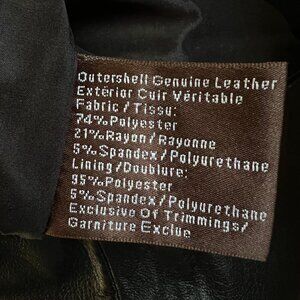 Outershell Genuine Leather
Extérior Cuir Véritable
Fabric/Tissu:
74%Polyester
21%Rayon/Rayonne
5%Spandex/Polyurethane
Lining/Doublure:
95%Polyester
5%Spandex/Polyurethane
Exclusive Of Trimmings/
Garniture Exclue